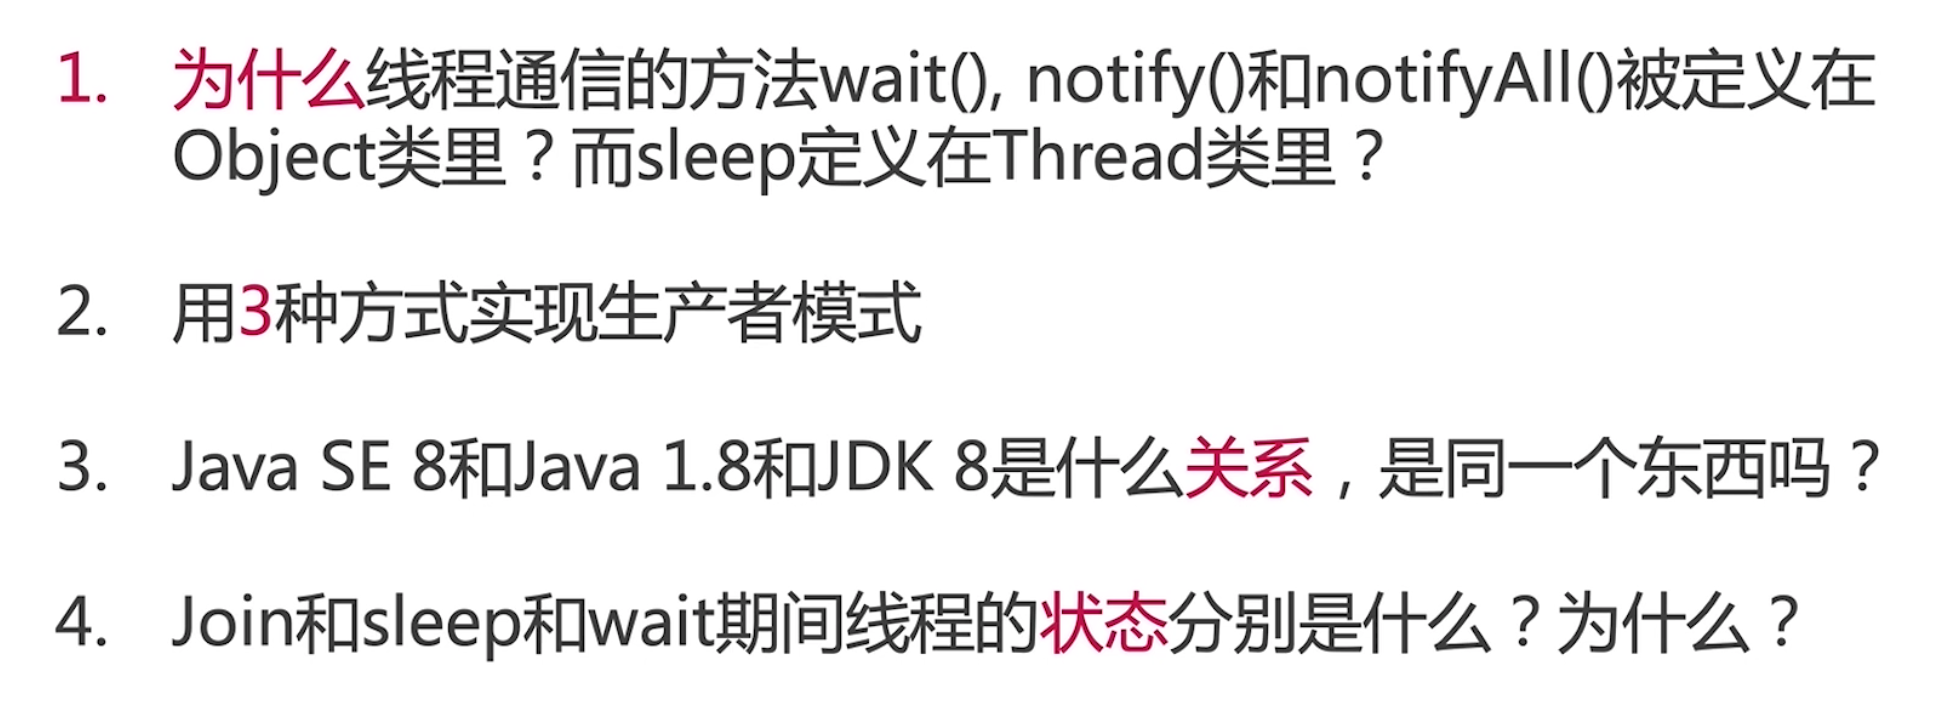 1. 为什么线程通信的方法wait(), notify()和notifyAll()被定义在
Object类里？而sleep定义在Thread类里？
2. 用3种方式实现生产者模式
3. Java SE 8和Java 1.8和JDK 8是什么关系，是同一个东西吗？
4. Join和sleep和wait期间线程的状态分别是什么？为什么？